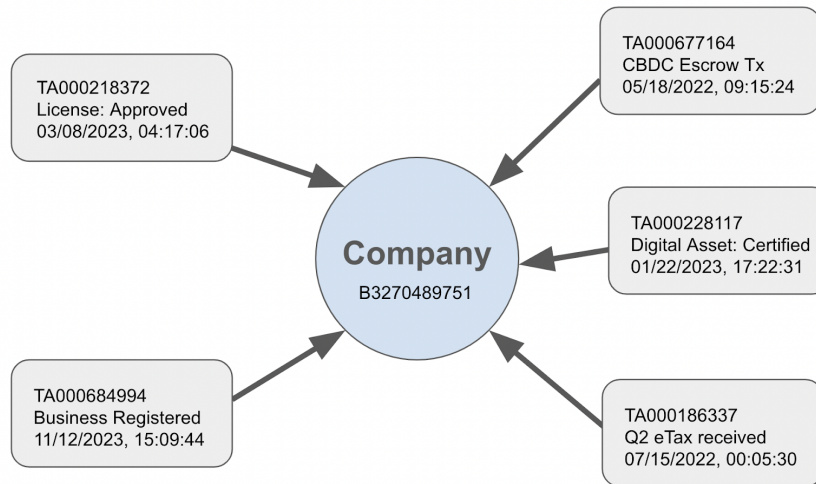 TA000677164
CBDC Escrow Tx
05/18/2022, 09:15:24
TA000218372
License: Approved
03/08/2023, 04:17:06
TA000228117
Digital Asset: Certified
01/22/2023, 17:22:31
Company
B3270489751
TA000684994
Business Registered
11/12/2023, 15:09:44
TA000186337
Q2 eTax received
07/15/2022, 00:05:30